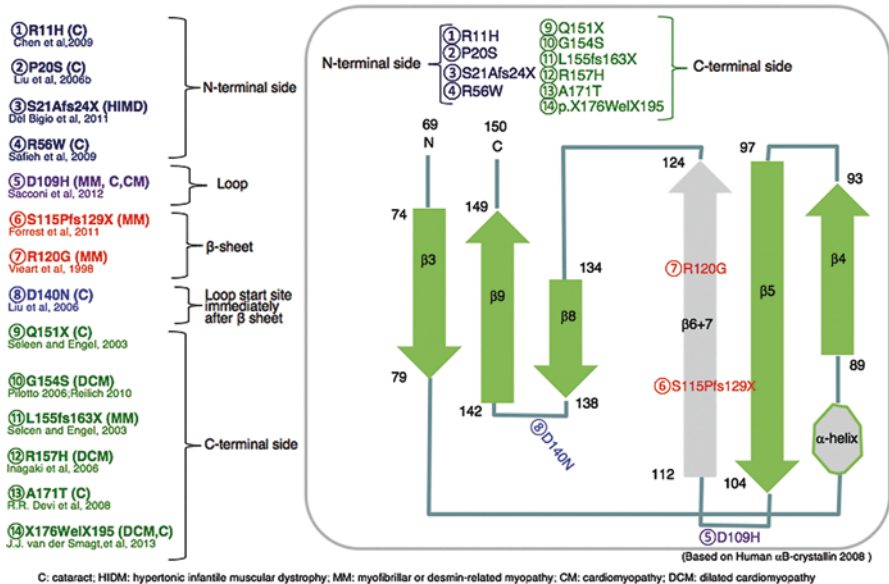 ①R11H (C)
Chen et al,2009
②P20S (C)
Liu et al, 2006b
③S21Afs24X (HIMD)
Del Bigio et al, 2011
④R56W (C)
Safieh et al, 2009
N-terminal side
⑤D109H (MM, C,CM)
Sacconi et al, 2012
Loop
⑥S115Pfs129X (MM)
Forrest et al, 2011
⑦R120G (MM)
Vieart et al, 1998
β-sheet
⑧D140N (C)
Liu et al, 2006
Loop start site
immediately
after β sheet
⑨Q151X (C)
Seleen and Engel, 2003
⑩G154S (DCM)
Pilotto 2006;Reilich 2010
⑪L155fs163X (MM)
Selcen and Engel, 2003
⑫R157H (DCM)
Inagaki et al, 2006
⑬A171T (C)
R.R. Devi et al, 2008
⑭X176WelX195 (DCM,C)
J.J. van der Smagt,et al, 2013
C-terminal side
N-terminal side
①R11H
②P20S
③S21Afs24X
④R56W
⑨Q151X
⑩G154S
⑪L155fsx163X
⑫R157H
⑬A171T
⑭p.X176WelX195
C-terminal side
69
N
150
C
124
97
93
74
149
134
β3
β9
β8
⑦R120G
β6+7
β5
β4
⑥S115Pfs129X
79
142
138
89
⑧D140N
α-helix
112
104
⑤D109H
(Based on Human αB-crystallin 2008 )
C: cataract; HIDM: hypertonic infantile muscular dystrophy; MM: myofibrillar or desmin-related myopathy; CM: cardiomyopathy; DCM: dilated cardiomyopathy